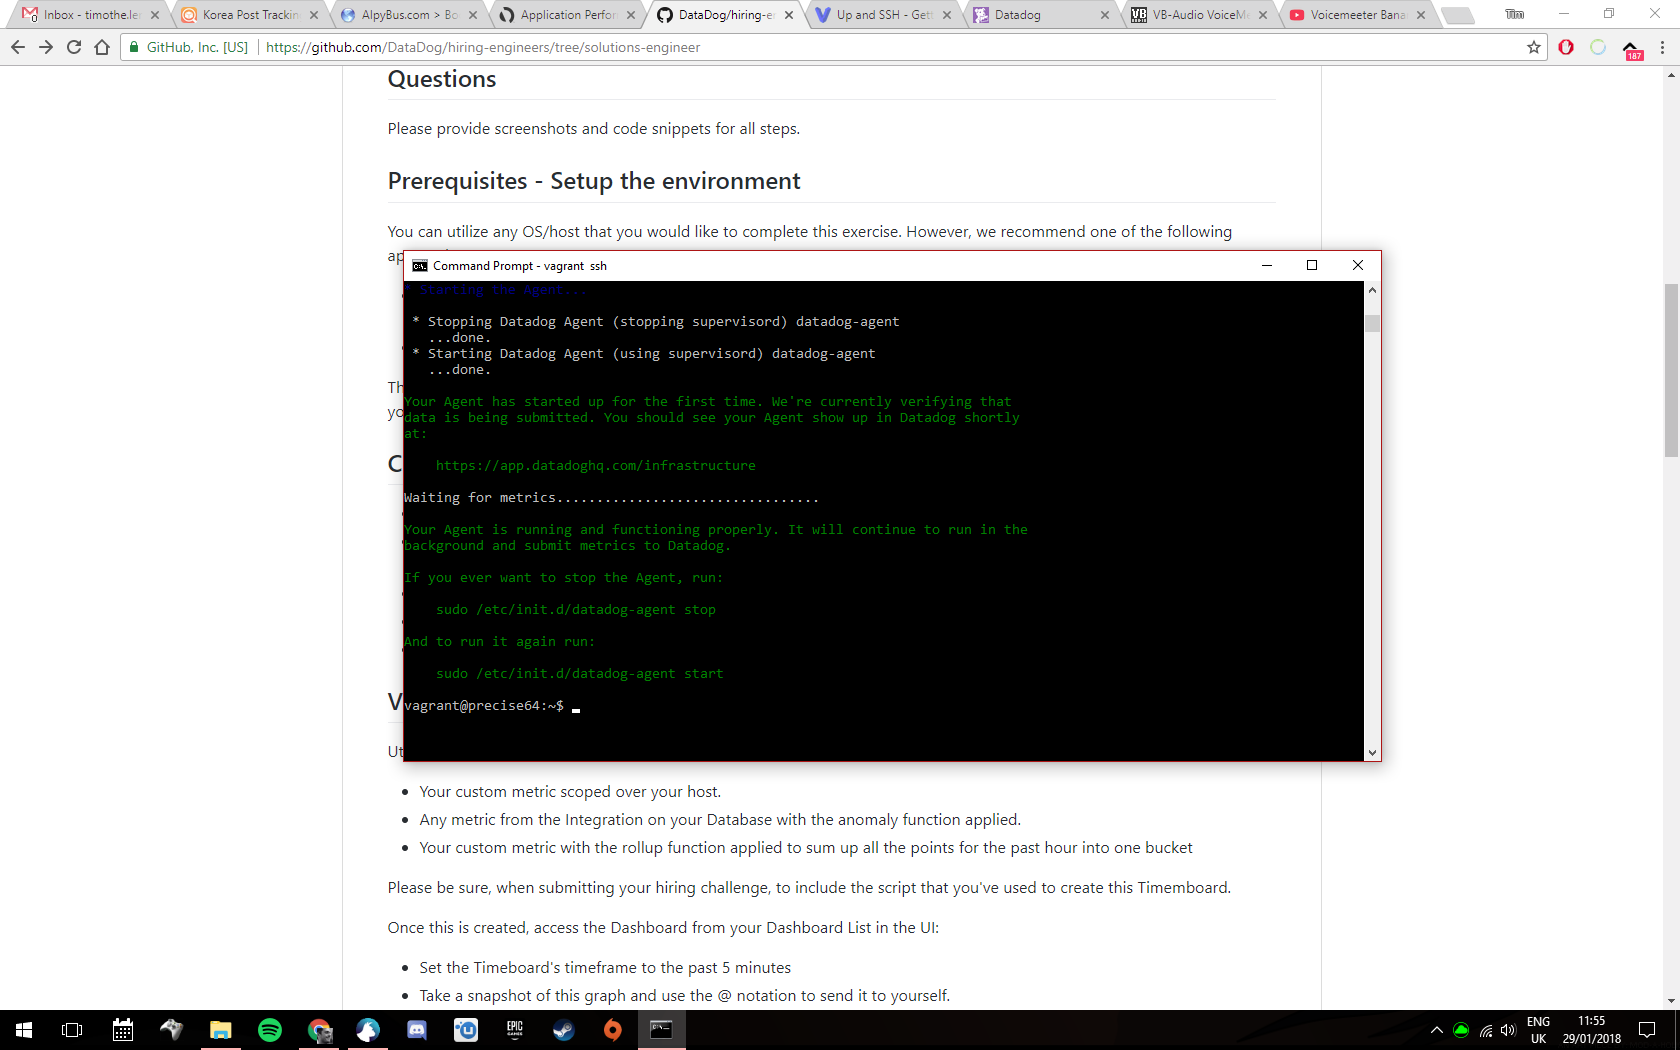 Inbox - timothe.le
Korea Post Trackin
AlpyBus.com > Bo
Application Perfor
DataDog/hiring-e
Up and SSH - Gett
Datadog
VB-Audio VoiceMe
Voicemeeter Bana
Tim
GitHub, Inc. [US]
https://github.com/DataDog/hiring-engineers/tree/solutions-engineer
187
Questions
Please provide screenshots and code snippets for all steps.
Prerequisites - Setup the environment
You can utilize any OS/host that you would like to complete this exercise. However, we recommend one of the following
ap
Command Prompt - vagrant ssh
* Starting the Agent...
* Stopping Datadog Agent (stopping supervisord) datadog-agent
...done.
* Starting Datadog Agent (using supervisord) datadog-agent
...done.
Th
Your Agent has started up for the first time. We're currently verifying that
yo
data is being submitted. You should see your Agent show up in Datadog shortly
at:
C
https://app.datadoghq.com/infrastructure
Waiting for metrics.................................
Your Agent is running and functioning properly. It will continue to run in the
background and submit metrics to Datadog.
If you ever want to stop the Agent, run:
sudo /etc/init.d/datadog-agent stop
And to run it again run:
sudo /etc/init.d/datadog-agent start
V
vagrant@precise64:~$
Ut
Your custom metric scoped over your host.
Any metric from the Integration on your Database with the anomaly function applied.
Your custom metric with the rollup function applied to sum up all the points for the past hour into one bucket
Please be sure, when submitting your hiring challenge, to include the script that you've used to create this Timemboard.
Once this is created, access the Dashboard from your Dashboard List in the UI:
Set the Timeboard's timeframe to the past 5 minutes
Take a snapshot of this graph and use the @ notation to send it to yourself.
EPIC
GAMES
ENG
UK
11:55
29/01/2018